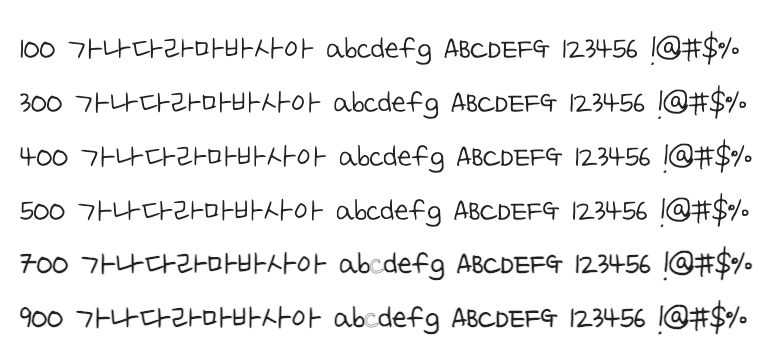 100 가나다라마바사아 abcdefg ABCDEFG 123456 !@#$%
300 가나다라마바사아 abcdefg ABCDEFG 123456 !@#$%
400 가나다라마바사아 abcdefg ABCDEFG 123456 !@#$%
500 가나다라마바사아 abcdefg ABCDEFG 123456 !@#$%
700 가나다라마바사아 abcdefg ABCDEFG 123456 !@#$%
900 가나다라마바사아 abcdefg ABCDEFG 123456 !@#$%